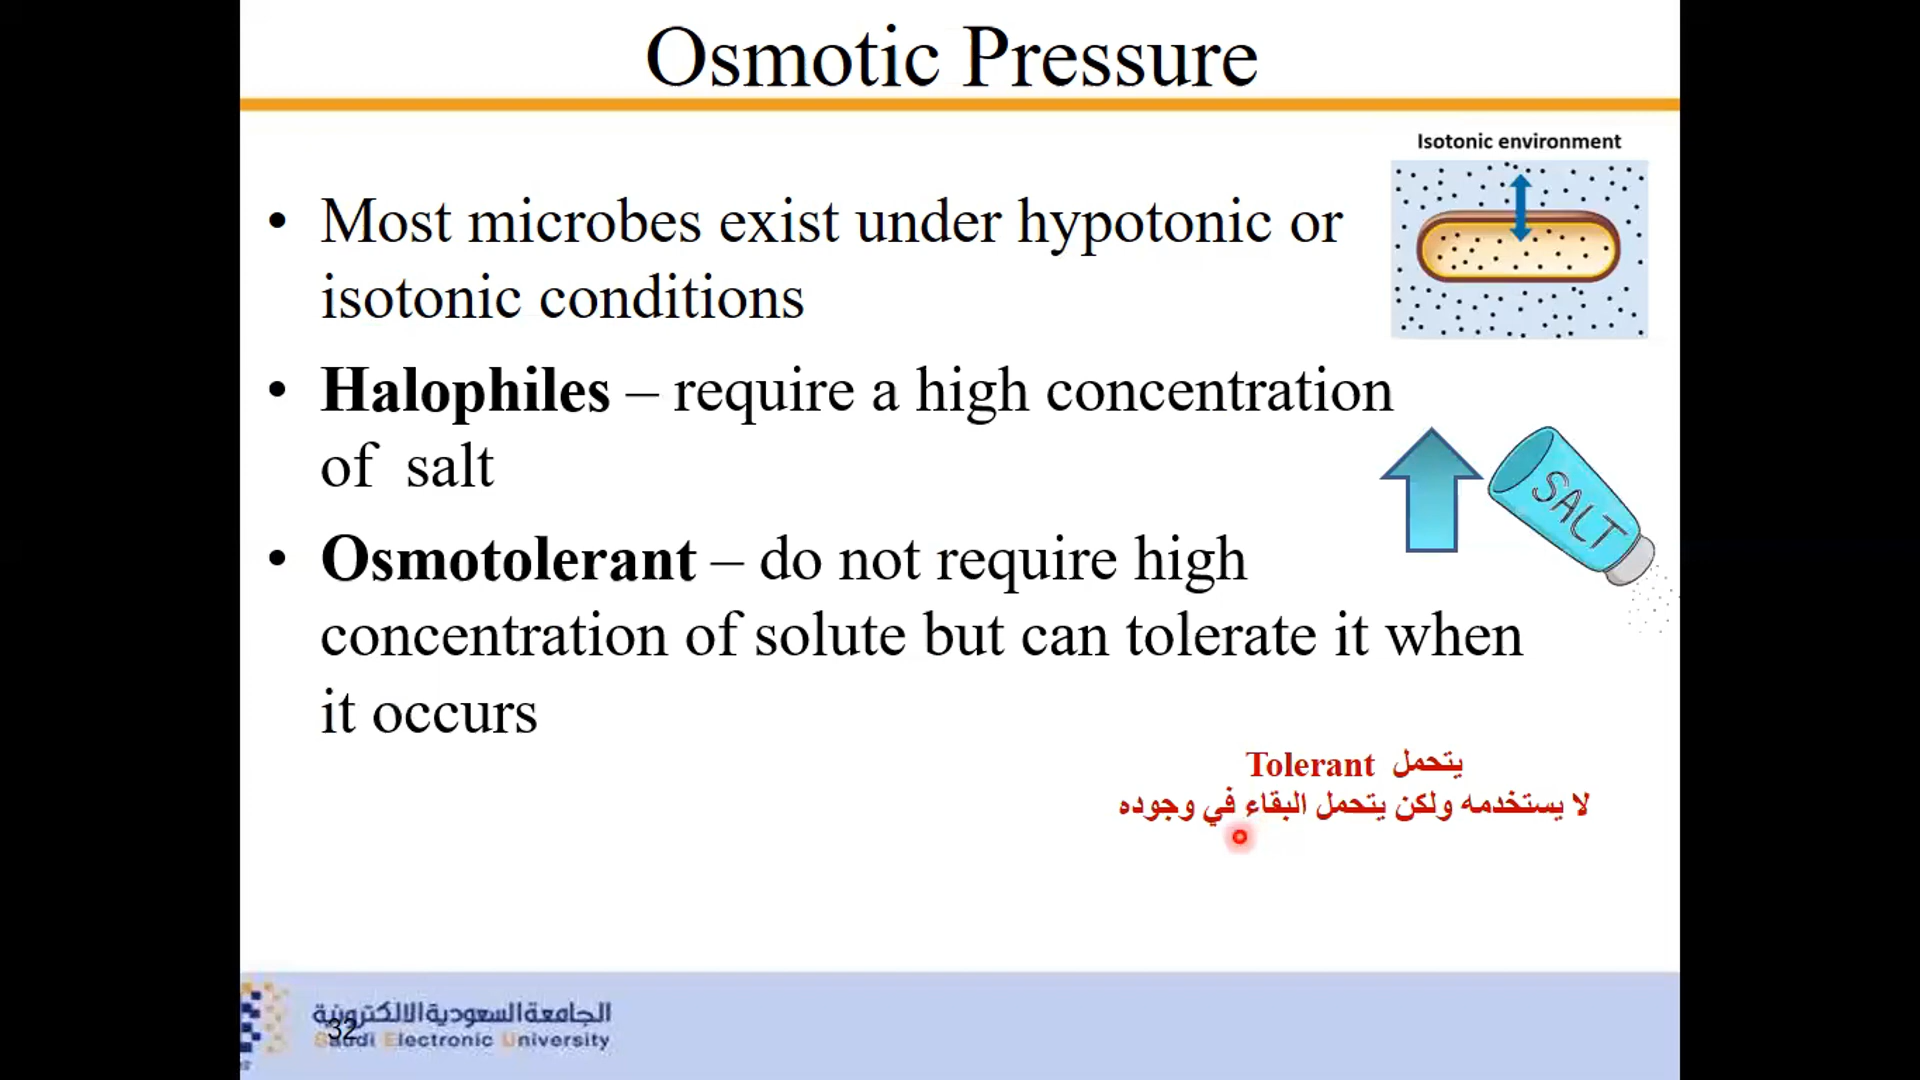 Osmotic Pressure
Isotonic environment
• Most microbes exist under hypotonic or
isotonic conditions
• Halophiles – require a high concentration
of salt
SALT
• Osmotolerant – do not require high
concentration of solute but can tolerate it when
it occurs
Tolerant يتحمل
لا يستخدمه ولكن يتحمل البقاء في وجوده
الجامعة السعودية الالكترونية
32
Saudi Electronic University